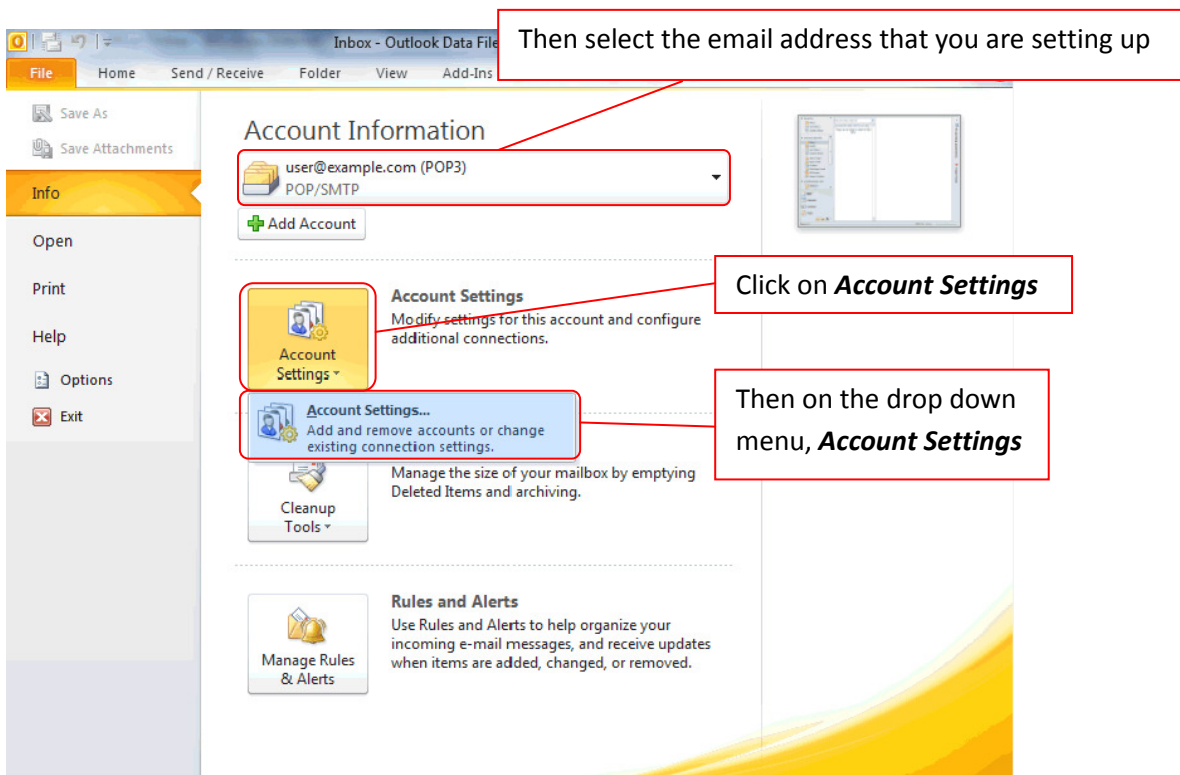 Then select the email address that you are setting up
Inbox - Outlook Data File
File Home Send / Receive Folder View Add-Ins
Save As
Save Attachments
Info
Open
Print
Help
Options
Exit
Account Information
user@example.com (POP3)
POP/SMTP
Add Account
Account Settings
Modify settings for this account and configure
additional connections.
Account
Settings
Click on Account Settings
Account Settings...
Add and remove accounts or change
existing connection settings.
Then on the drop down
menu, Account Settings
Manage the size of your mailbox by emptying
Deleted Items and archiving.
Cleanup
Tools
Rules and Alerts
Use Rules and Alerts to help organize your
incoming e-mail messages, and receive updates
when items are added, changed, or removed.
Manage Rules
& Alerts